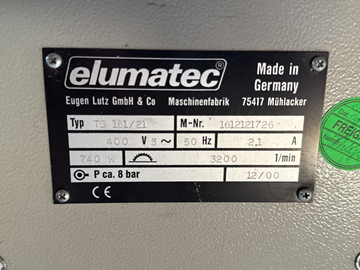 elumatec
Made in
Germany
Eugen Lutz GmbH & Co Maschinenfabrik 75417 Mühlacker
Typ TS 161/21 M-Nr. 1612121726
400 V 3 ~ 50 Hz 2,1 A
740 W 3200 1/min
P ca. 8 bar 12/00
CE